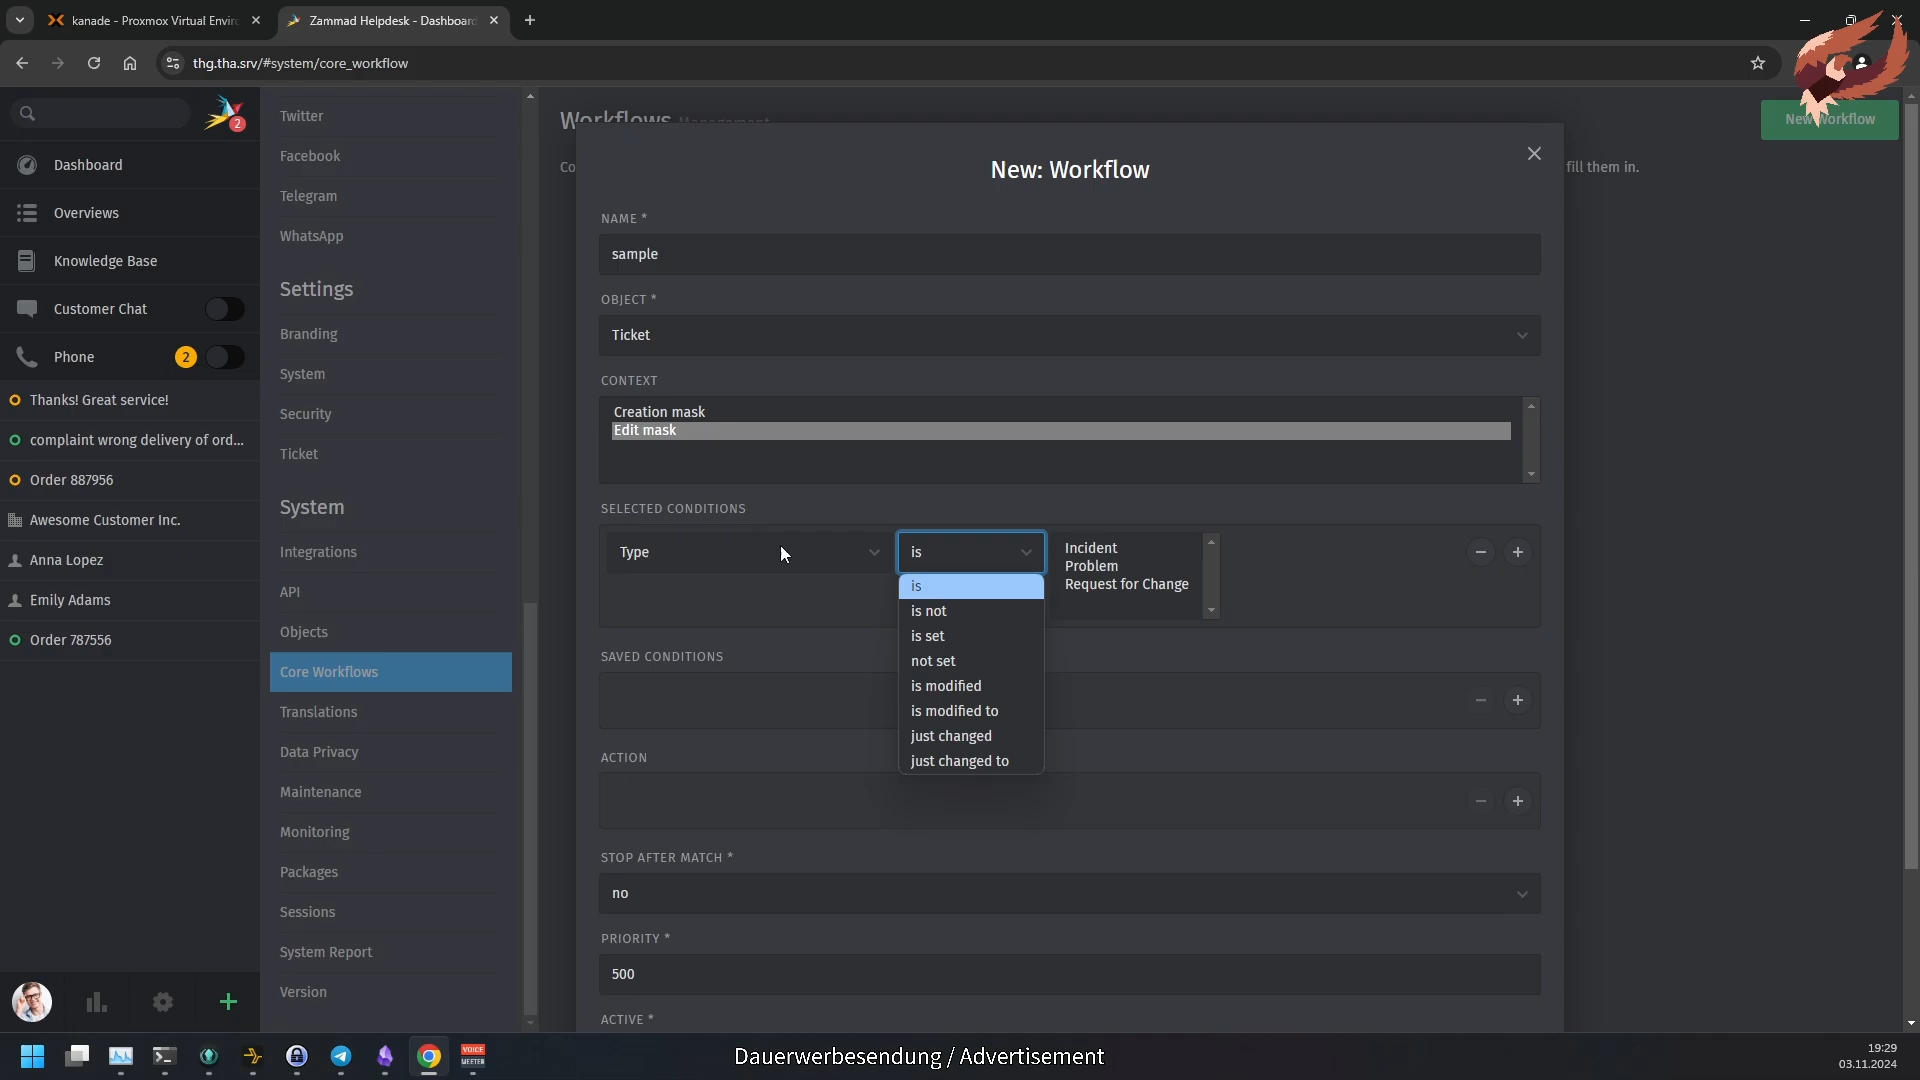 kanade - Proxmox Virtual Enviro
Zammad Helpdesk - Dashboard
thg.tha.srv/#system/core_workflow
2
Dashboard
Overviews
Knowledge Base
Customer Chat
Phone
2
Thanks! Great service!
complaint wrong delivery of ord...
Order 887956
Awesome Customer Inc.
Anna Lopez
Emily Adams
Order 787556
Twitter
Facebook
Telegram
WhatsApp
Settings
Branding
System
Security
Ticket
System
Integrations
API
Objects
Core Workflows
Translations
Data Privacy
Maintenance
Monitoring
Packages
Sessions
System Report
Version
Workflows Management
New Workflow
Co
fill them in.
New: Workflow
NAME *
sample
OBJECT *
Ticket
CONTEXT
Creation mask
Edit mask
SELECTED CONDITIONS
Type
is
Incident
Problem
Request for Change
is
is not
is set
not set
is modified
is modified to
just changed
just changed to
SAVED CONDITIONS
ACTION
STOP AFTER MATCH *
no
PRIORITY *
500
ACTIVE *
VOICE
MEETER
Dauerwerbesendung / Advertisement
19:29
03.11.2024